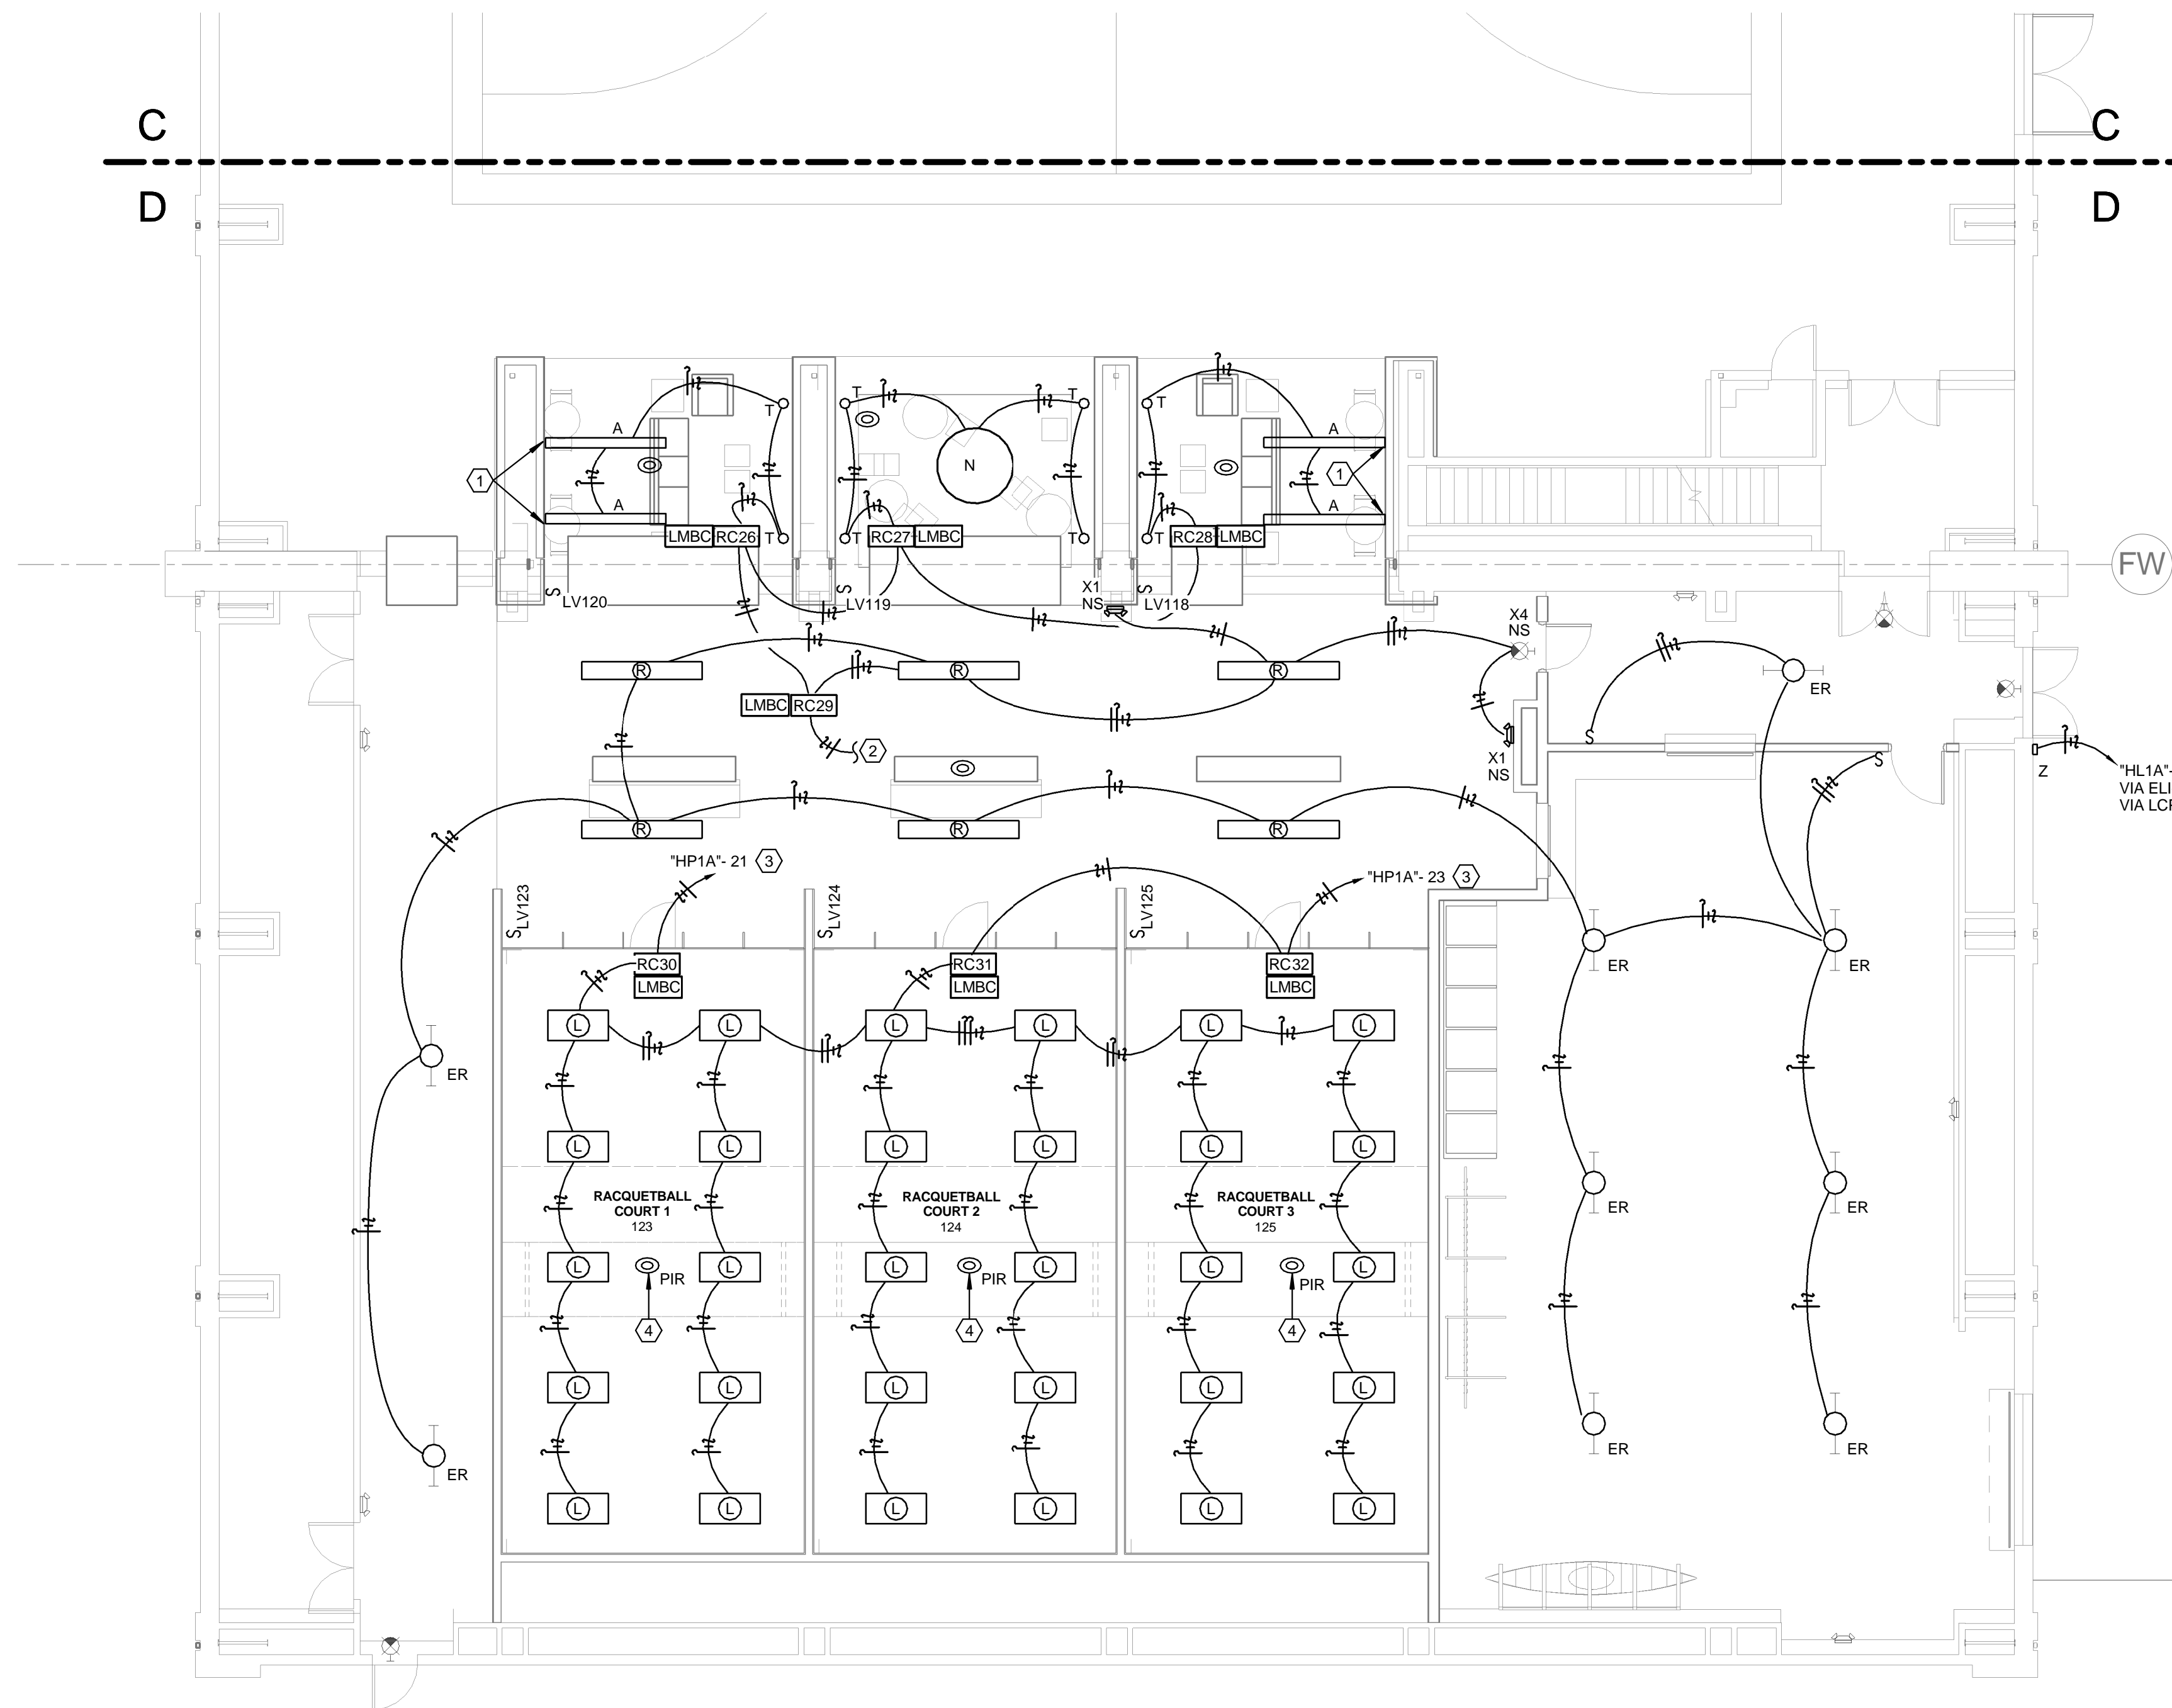 C
C
D
D
A
T
T
T
T
A
N
1
1
A
A
LMBC
RC26
T
T
RC27
LMBC
T
T
RC28
LMBC
FW
S
LV120
S
LV119
X1
NS
S
LV118
X4
NS
R
R
R
ER
LMBC
RC29
2
S
X1
NS
S
Z
"HL1A"-
VIA ELI
VIA LCP
R
R
R
"HP1A"- 21
3
"HP1A"- 23
3
S
LV123
S
LV124
S
LV125
ER
ER
RC30
LMBC
RC31
LMBC
RC32
LMBC
L
L
L
L
L
L
ER
L
L
L
L
L
L
RACQUETBALL
COURT 1
123
RACQUETBALL
COURT 2
124
RACQUETBALL
COURT 3
125
ER
ER
L
L
L
L
L
L
PIR
PIR
PIR
4
4
4
L
L
L
L
L
L
ER
ER
ER
L
L
L
L
L
L